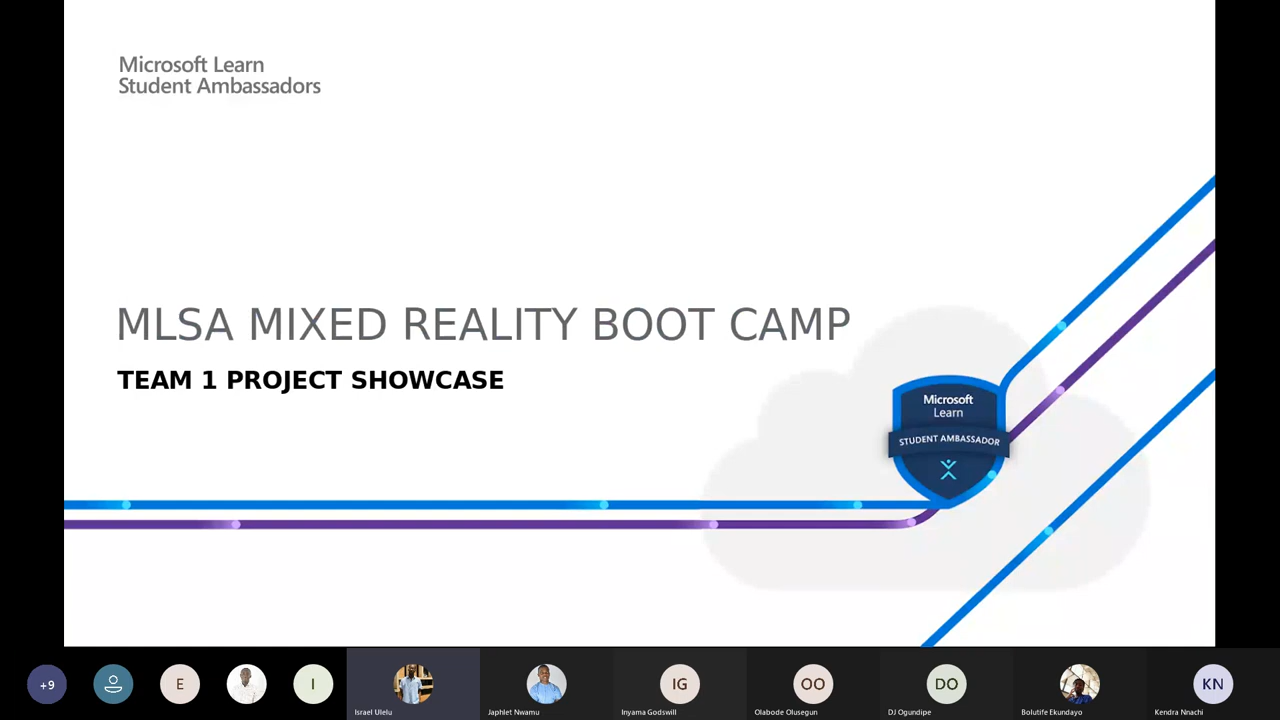 Microsoft Learn
Student Ambassadors
MLSA MIXED REALITY BOOT CAMP
TEAM 1 PROJECT SHOWCASE
Microsoft
Learn
STUDENT AMBASSADOR
+9
E
I
IG
OO
DO
KN
Israel Ulelu
Japhlet Nwamu
Inyama Godswill
Olabode Olusegun
DJ Ogundipe
Bolutife Ekundayo
Kendra Nnachi